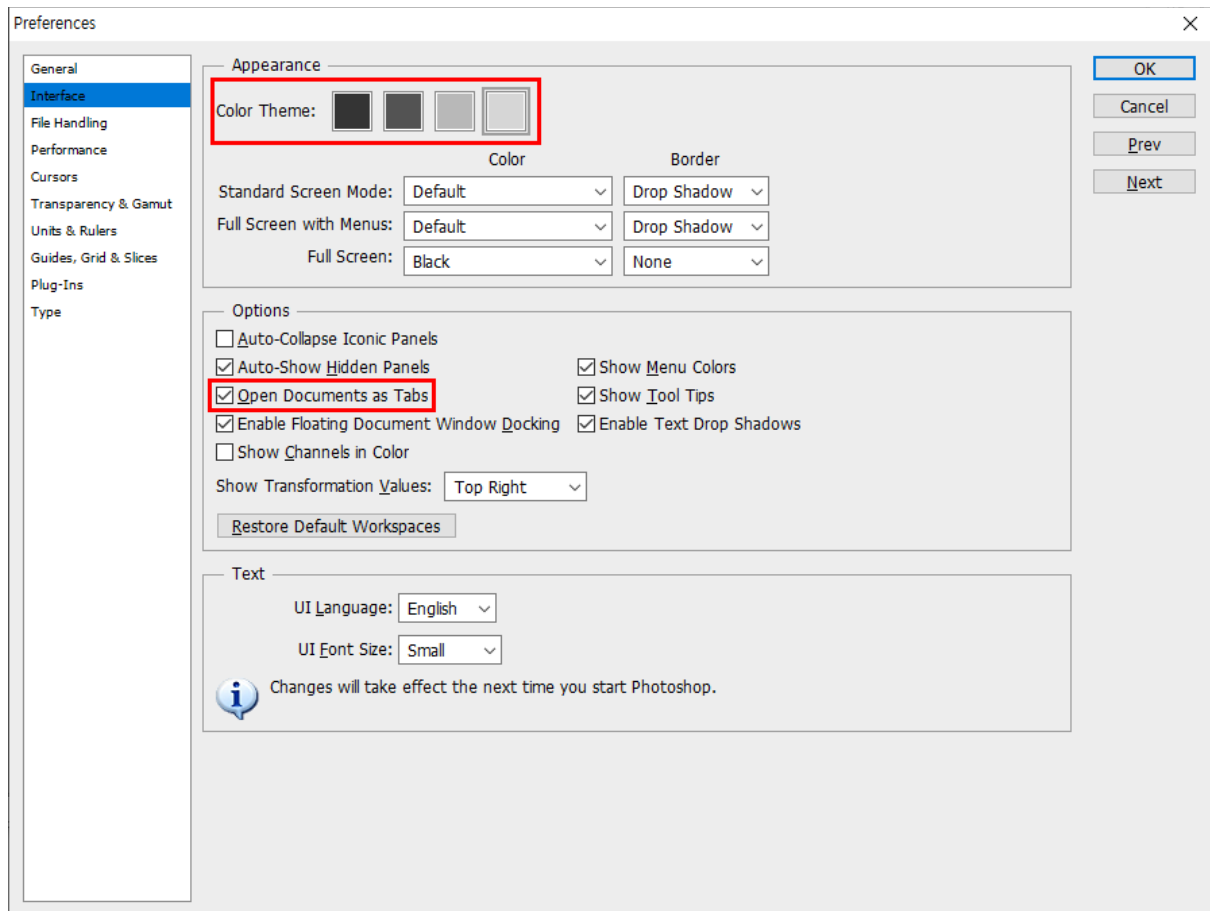 Preferences
General
Interface
File Handling
Performance
Cursors
Transparency & Gamut
Units & Rulers
Guides, Grid & Slices
Plug-Ins
Type
Appearance
Color Theme:
Color Border
Standard Screen Mode: Default Drop Shadow
Full Screen with Menus: Default Drop Shadow
Full Screen: Black None
Options
Auto-Collapse Iconic Panels
Auto-Show Hidden Panels Show Menu Colors
Open Documents as Tabs Show Tool Tips
Enable Floating Document Window Docking Enable Text Drop Shadows
Show Channels in Color
Show Transformation Values: Top Right
Restore Default Workspaces
Text
UI Language: English
UI Font Size: Small
Changes will take effect the next time you start Photoshop.
OK
Cancel
Prev
Next